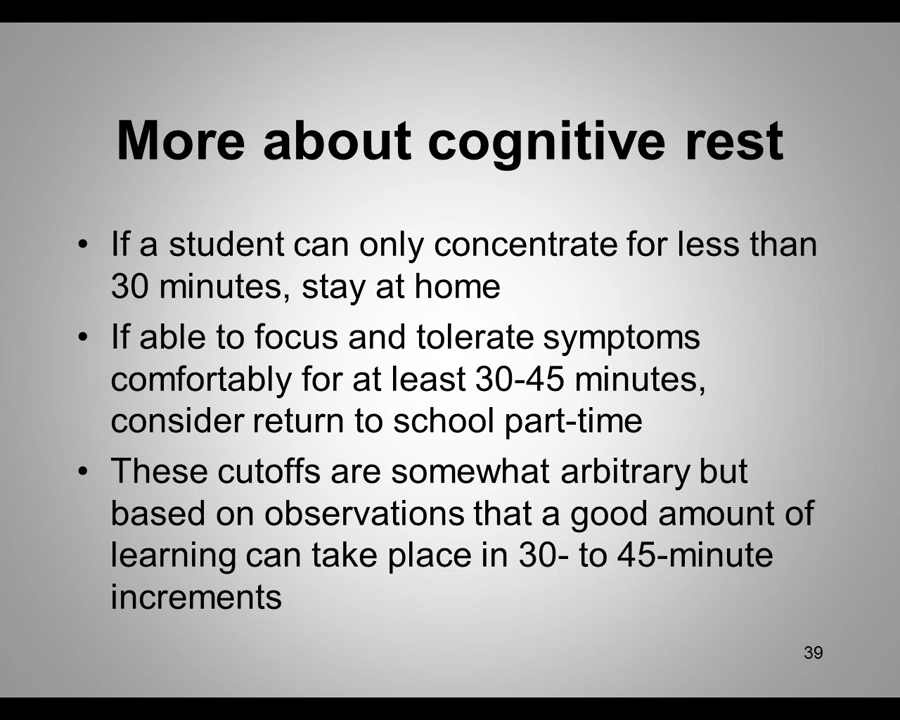 More about cognitive rest
• If a student can only concentrate for less than
30 minutes, stay at home
• If able to focus and tolerate symptoms
comfortably for at least 30-45 minutes,
consider return to school part-time
• These cutoffs are somewhat arbitrary but
based on observations that a good amount of
learning can take place in 30- to 45-minute
increments
39